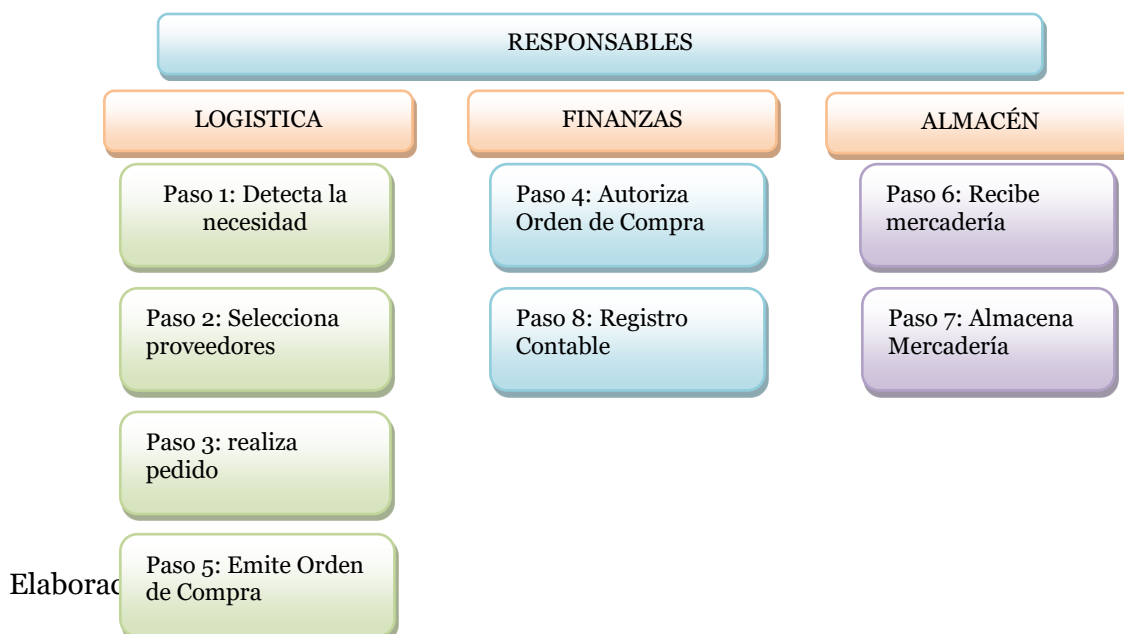 RESPONSABLES
LOGISTICA
Paso 1: Detecta la
necesidad
Paso 2: Selecciona
proveedores
Paso 3: realiza
pedido
Paso 5: Emite Orden
de Compra
FINANZAS
Paso 4: Autoriza
Orden de Compra
Paso 8: Registro
Contable
ALMACÉN
Paso 6: Recibe
mercadería
Paso 7: Almacena
Mercadería